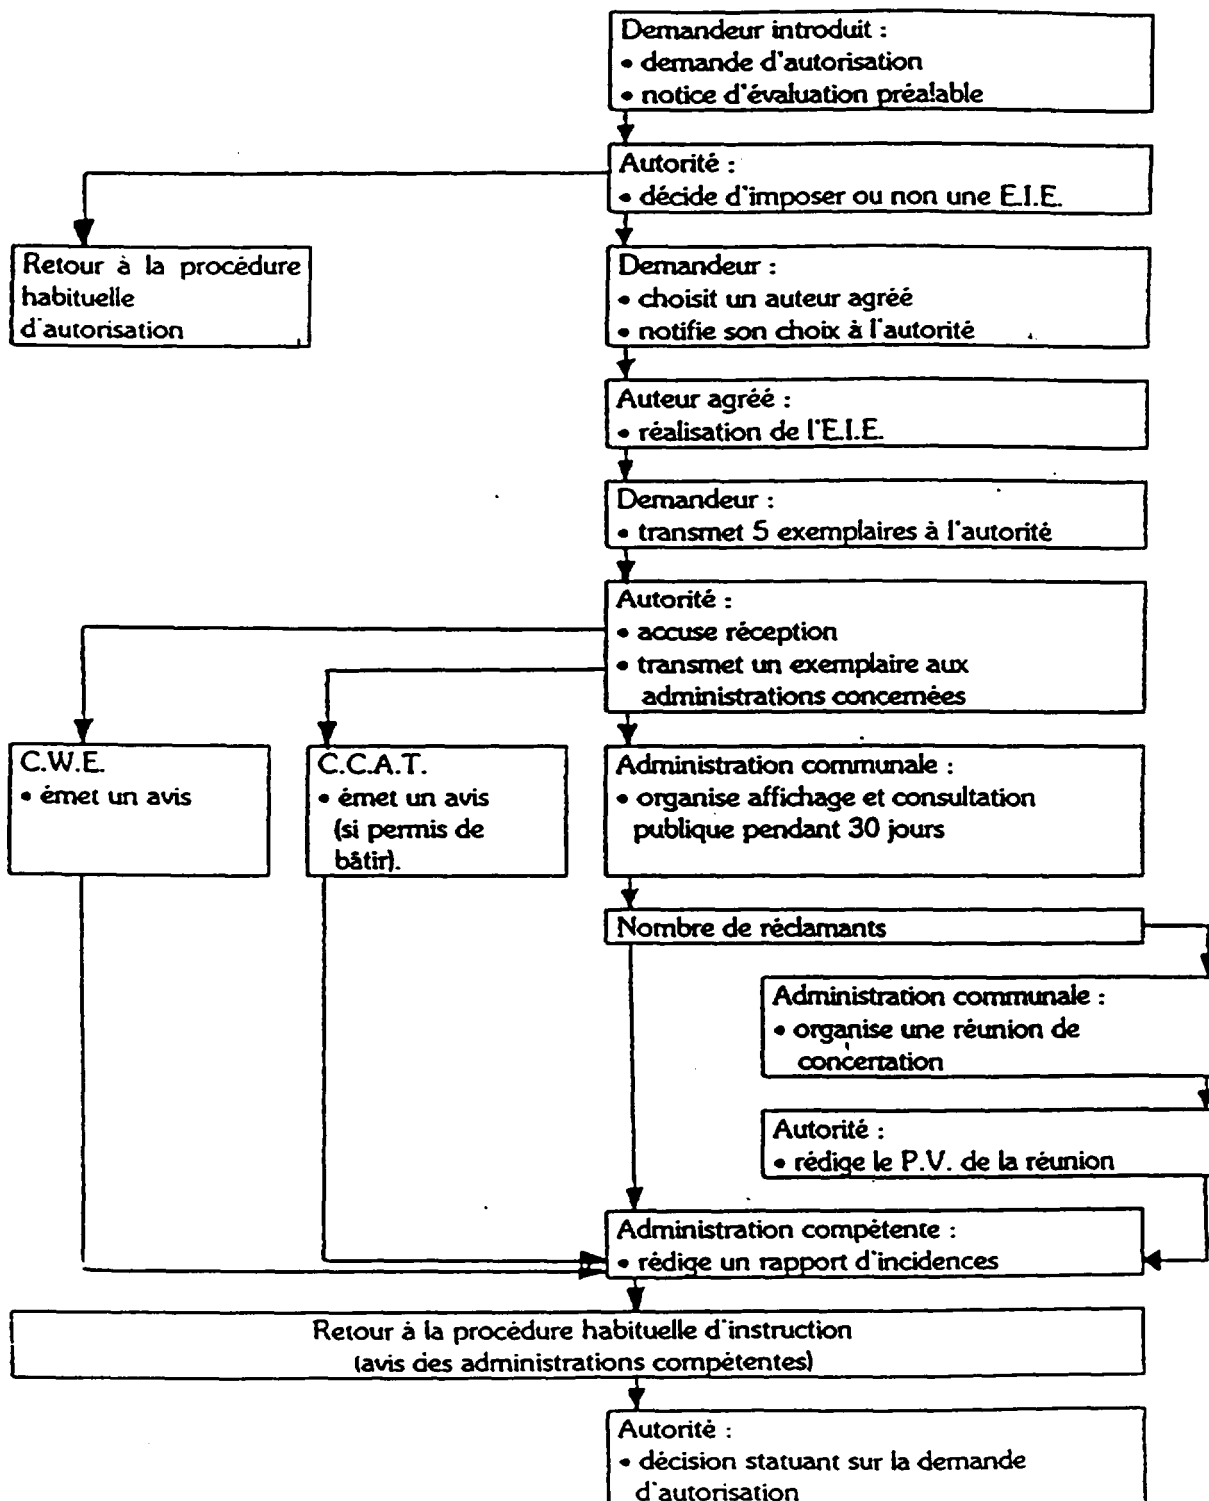 Demandeur introduit :
• demande d'autorisation
• notice d'évaluation préalable
Autorité :
• décide d'imposer ou non une E.I.E.
Retour à la procédure
habituelle
d'autorisation
Demandeur :
• choisit un auteur agréé
• notifie son choix à l'autorité
Auteur agréé :
• réalisation de l'E.I.E.
Demandeur :
• transmet 5 exemplaires à l'autorité
Autorité :
• accuse réception
• transmet un exemplaire aux
administrations concernées
C.W.E.
• émet un avis
C.C.A.T.
• émet un avis
(si permis de
bâtir).
Administration communale :
• organise affichage et consultation
publique pendant 30 jours
Nombre de réclamants
Administration communale :
• organise une réunion de
concertation
Autorité :
• rédige le P.V. de la réunion
Administration compétente :
• rédige un rapport d'incidences
Retour à la procédure habituelle d'instruction
(avis des administrations compétentes)
Autorité :
• décision statuant sur la demande
d'autorisation